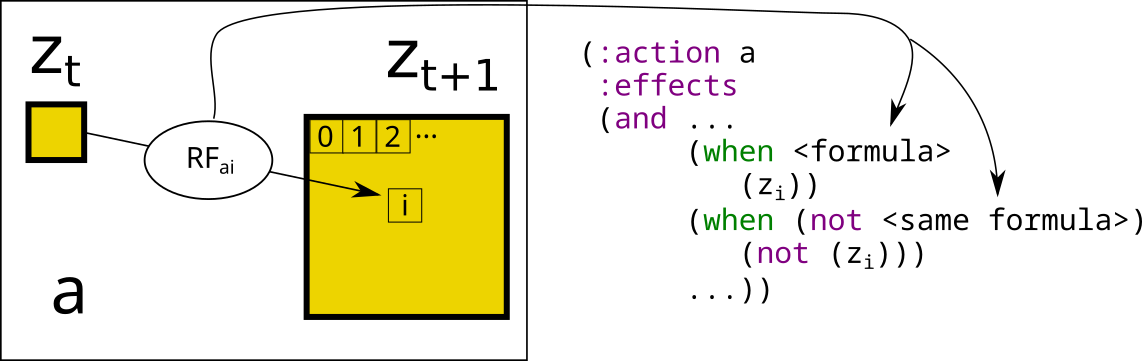 z_t
z_{t+1}
0 1 2 ...
RF_{ai}
i
a
(:action a
:effects
(and ...
(when <formula>
(z_i))
(when (not <same formula>)
(not (z_i)))
...))